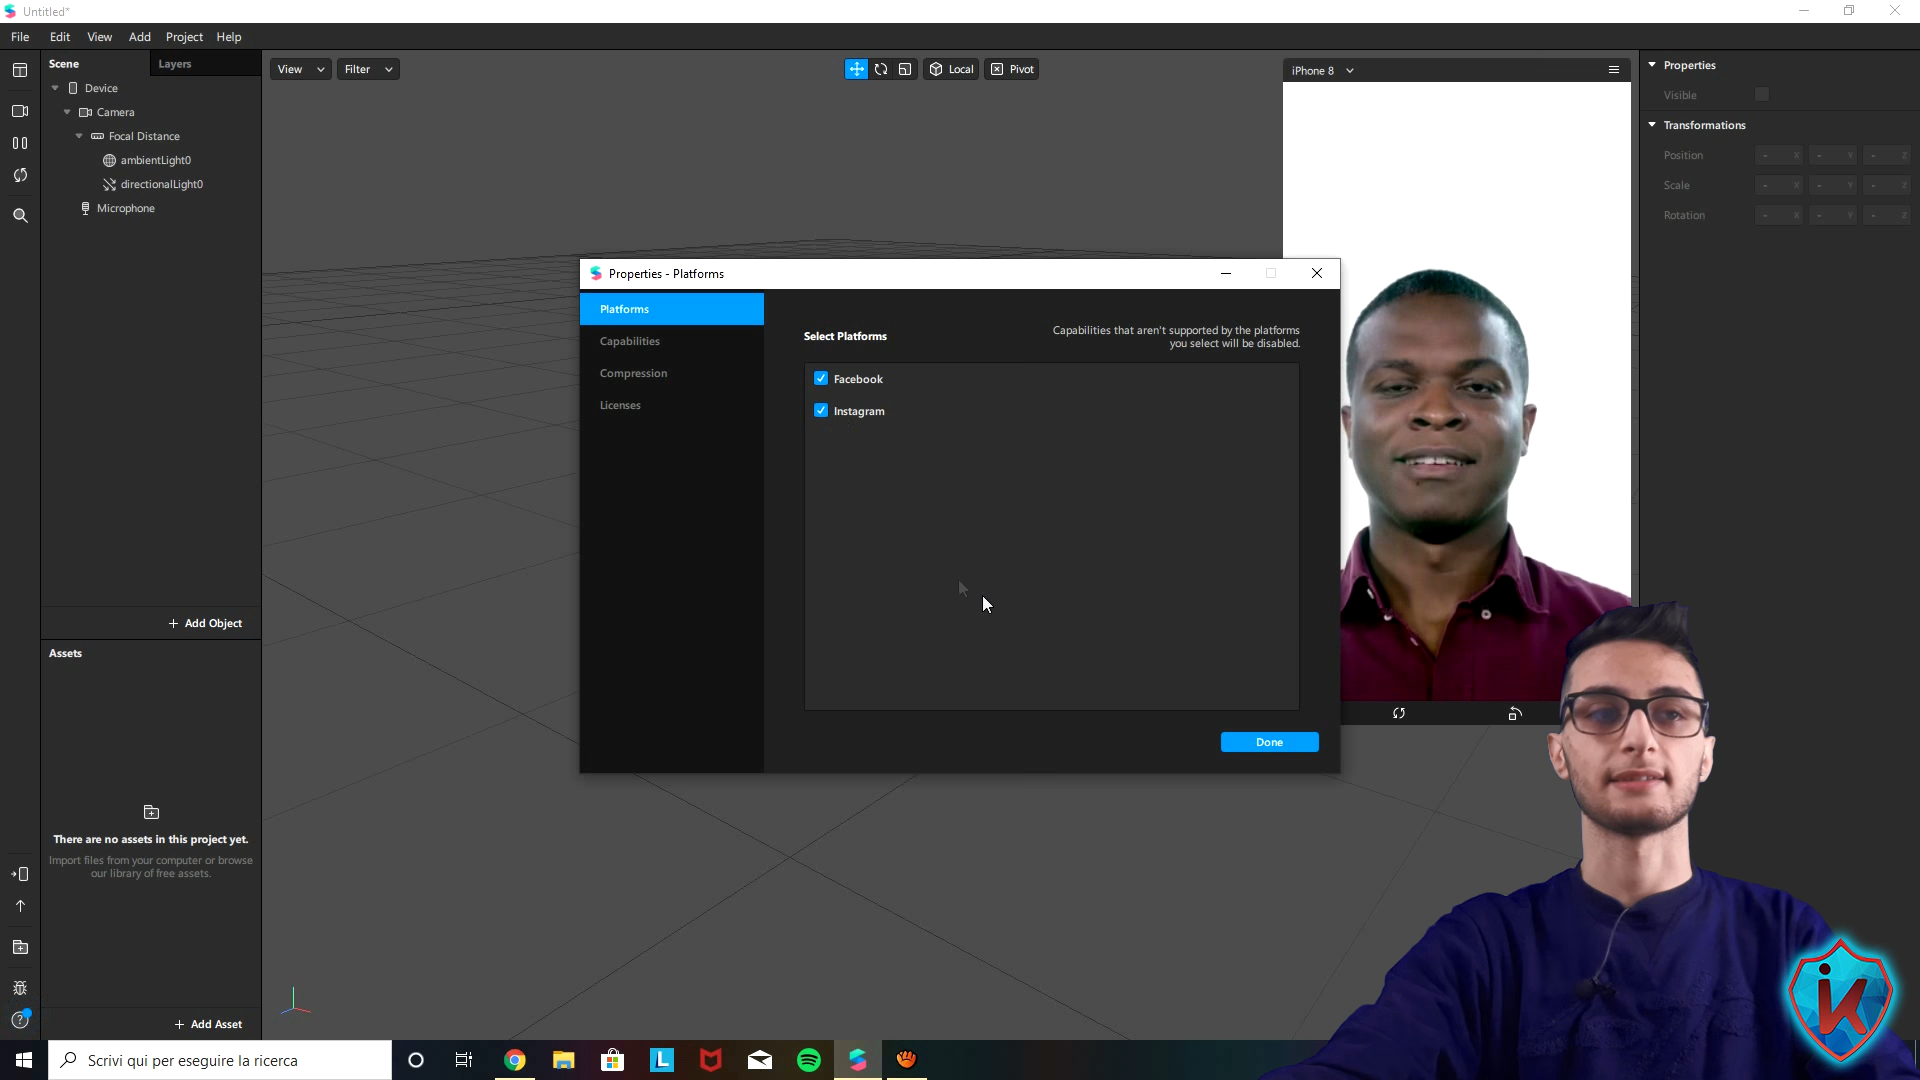 Untitled*
File Edit View Add Project Help
Scene Layers
Device
Camera
Focal Distance
ambientLight0
directionalLight0
Microphone
+ Add Object
Assets
There are no assets in this project yet.
Import files from your computer or browse
our library of free assets.
+ Add Asset
View Filter Local Pivot
iPhone 8
Properties - Platforms
Platforms
Capabilities
Compression
Licenses
Select Platforms
Capabilities that aren't supported by the platforms
you select will be disabled.
Facebook
Instagram
Done
Properties
Visible
Transformations
Position - X - Y - Z
Scale - X - Y - Z
Rotation - X - Y - Z
Scrivi qui per eseguire la ricerca
L
iK